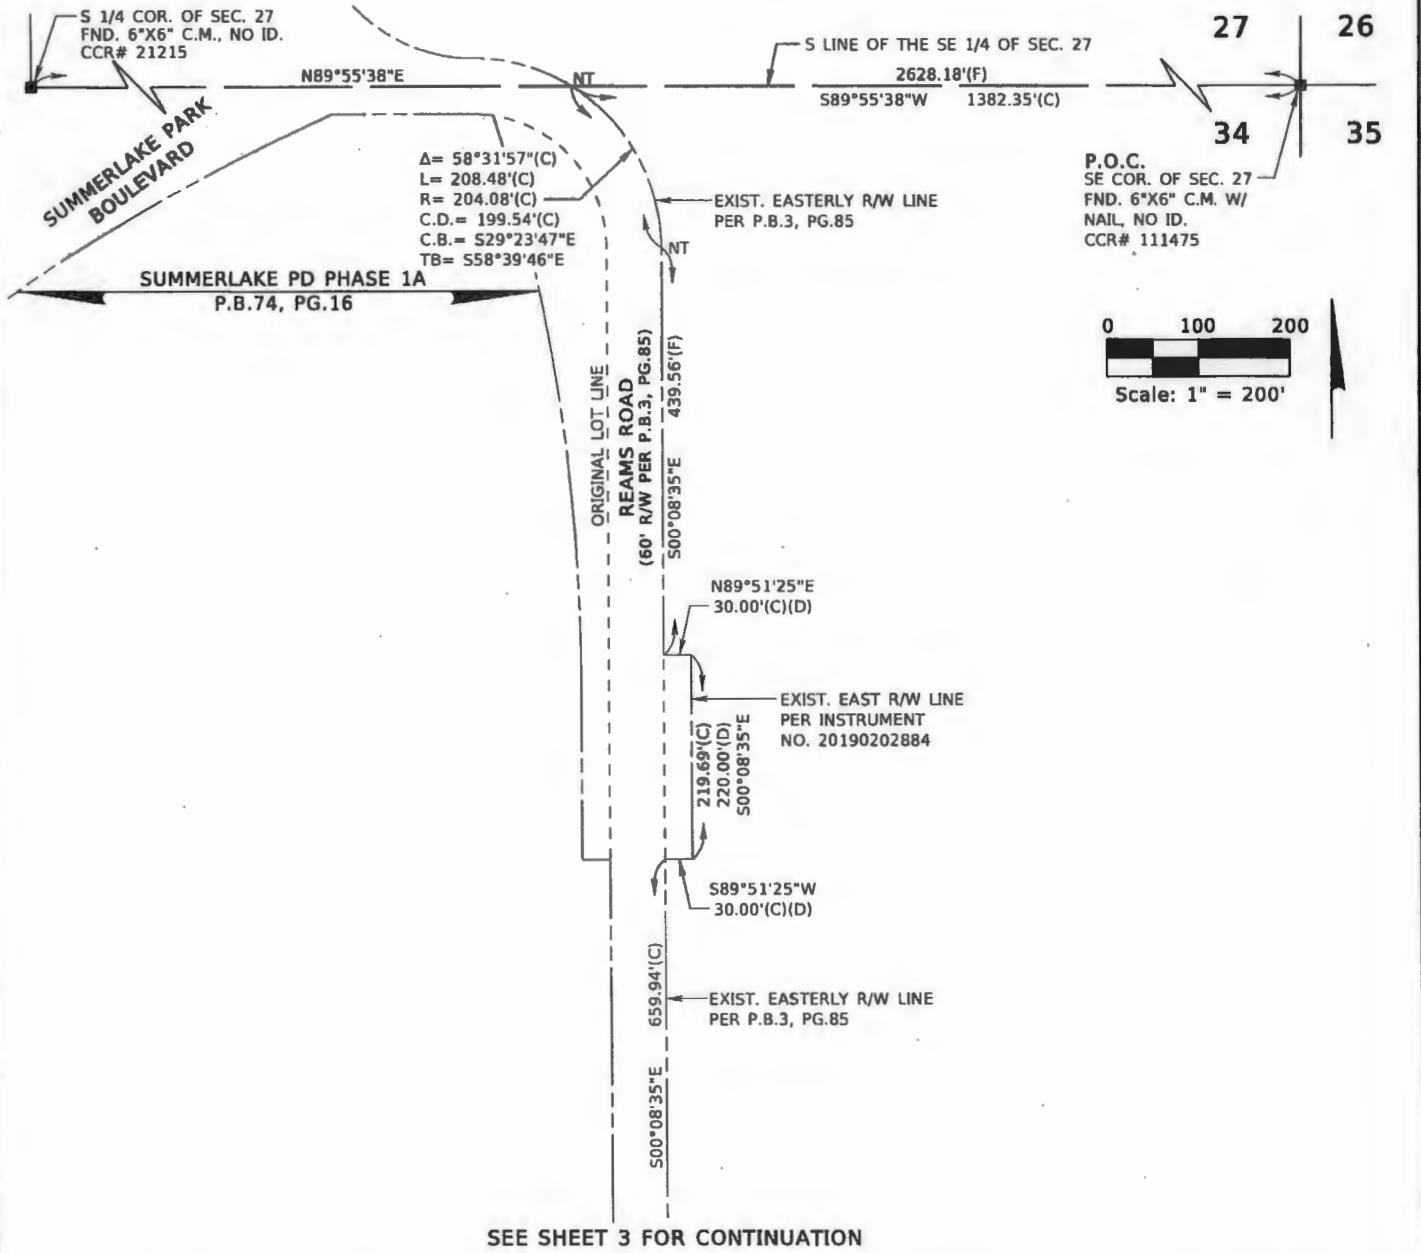 S 1/4 COR. OF SEC. 27
FND. 6"X6" C.M., NO ID.
CCR# 21215
N89°55'38"E
NT
S LINE OF THE SE 1/4 OF SEC. 27
2628.18'(F)
S89°55'38"W 1382.35'(C)
27 26
34 35
SUMMERLAKE PARK
BOULEVARD
Δ= 58°31'57"(C)
L= 208.48'(C)
R= 204.08'(C)
C.D.= 199.54'(C)
C.B.= S29°23'47"E
TB= S58°39'46"E
P.O.C.
SE COR. OF SEC. 27
FND. 6"X6" C.M. W/
NAIL, NO ID.
CCR# 111475
EXIST. EASTERLY R/W LINE
PER P.B.3, PG.85
NT
SUMMERLAKE PD PHASE 1A
P.B.74, PG.16
0 100 200
Scale: 1" = 200'
ORIGINAL LOT LINE
REAMS ROAD
(60' R/W PER P.B.3, PG.85)
S00°08'35"E 439.56'(F)
N89°51'25"E
30.00'(C)(D)
EXIST. EAST R/W LINE
PER INSTRUMENT
NO. 20190202884
219.69'(C)
220.00'(D)
S00°08'35"E
S89°51'25"W
30.00'(C)(D)
S00°08'35"E 659.94'(C)
EXIST. EASTERLY R/W LINE
PER P.B.3, PG.85
SEE SHEET 3 FOR CONTINUATION